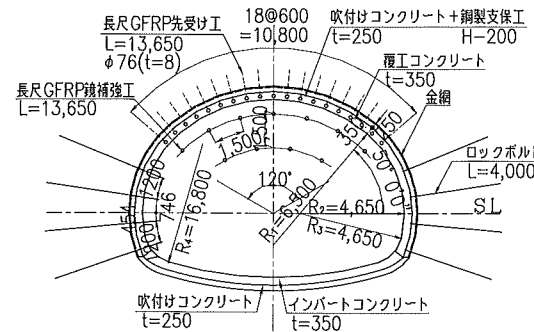 長尺GFRP先受け工
L=13,650
φ76(t=8)
18@600
=10,800
吹付けコンクリート+鋼製支保工
t=250 H-200
覆工コンクリート
t=350
金網
長尺GFRP鏡補強工
L=13,650
ロックボルト
L=4,000
1,500
120°
1200
746
454
R₄=16,800
R₁=6,500
R₂=4,650
R₃=4,650
SL
吹付けコンクリート
t=250
インバートコンクリート
t=350